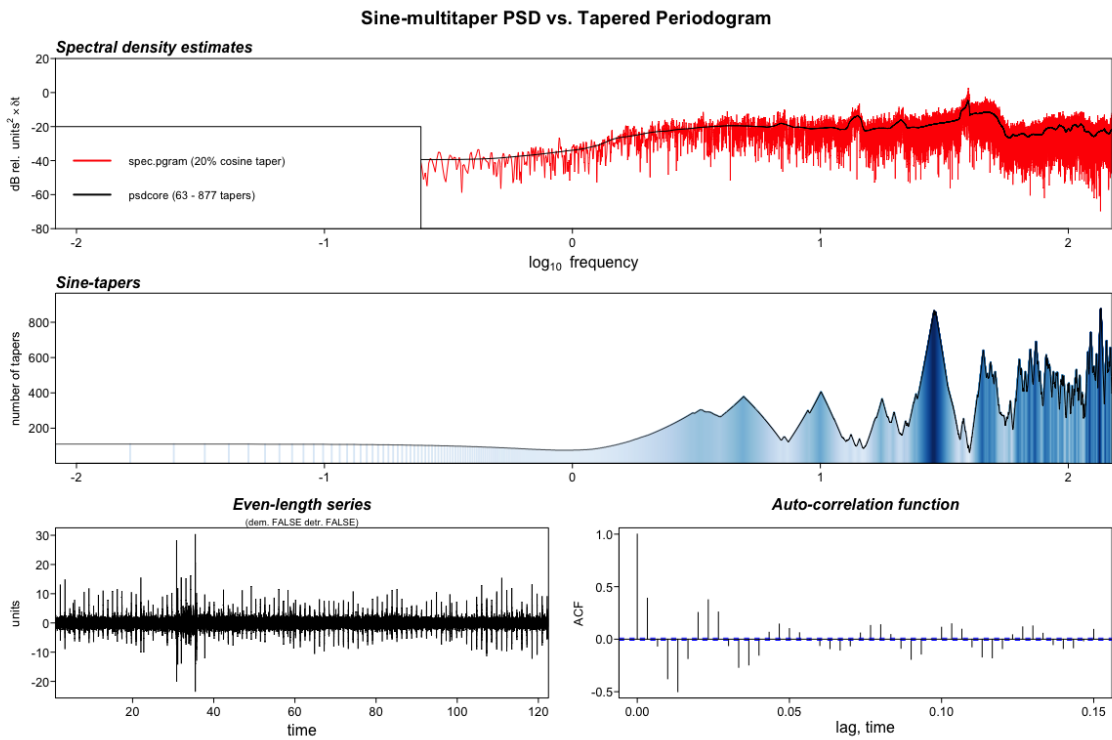 Sine-multitaper PSD vs. Tapered Periodogram
Spectral density estimates
dB rel. units² × δt
20
0
-20
-40
-60
-80
spec.pgram (20% cosine taper)
psdcore (63 - 877 tapers)
-2 -1 0 1 2
log₁₀ frequency
Sine-tapers
number of tapers
800
600
400
200
-2 -1 0 1 2
Even-length series
(dem. FALSE detr. FALSE)
units
30
20
10
0
-10
-20
20 40 60 80 100 120
time
Auto-correlation function
ACF
1.0
0.5
0.0
-0.5
0.00 0.05 0.10 0.15
lag, time